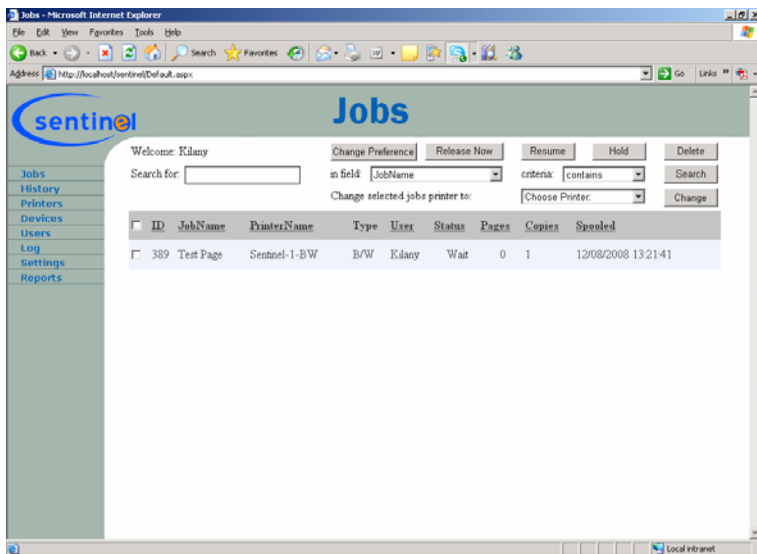 Jobs - Microsoft Internet Explorer
File Edit View Favorites Tools Help
Back Search Favorites
Address http://localhost/sentinel/Default.aspx Go Links »
sentinel
Jobs
Welcome: Kilany Change Preference Release Now Resume Hold Delete
Search for: in field: JobName criteria: contains Search
Change selected jobs printer to: Choose Printer: Change
Jobs
History
Printers
Devices
Users
Log
Settings
Reports
ID JobName PrinterName Type User Status Pages Copies Spooled
389 Test Page Sentinel-1-BW B/W Kilany Wait 0 1 12/08/2008 13:21:41
Local intranet